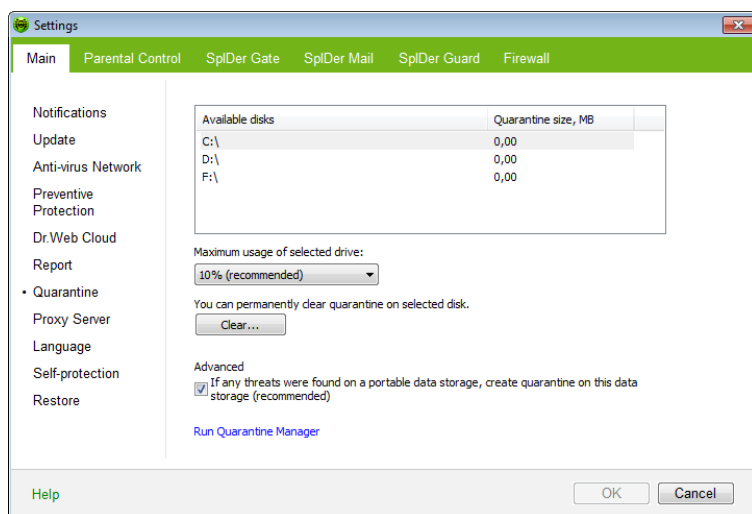 Settings
Main Parental Control SpIDer Gate SpIDer Mail SpIDer Guard Firewall
Notifications
Update
Anti-virus Network
Preventive
Protection
Dr.Web Cloud
Report
Quarantine
Proxy Server
Language
Self-protection
Restore
Available disks Quarantine size, MB
C:\ 0,00
D:\ 0,00
F:\ 0,00
Maximum usage of selected drive:
10% (recommended)
You can permanently clear quarantine on selected disk.
Clear...
Advanced
If any threats were found on a portable data storage, create quarantine on this data
storage (recommended)
Run Quarantine Manager
Help OK Cancel